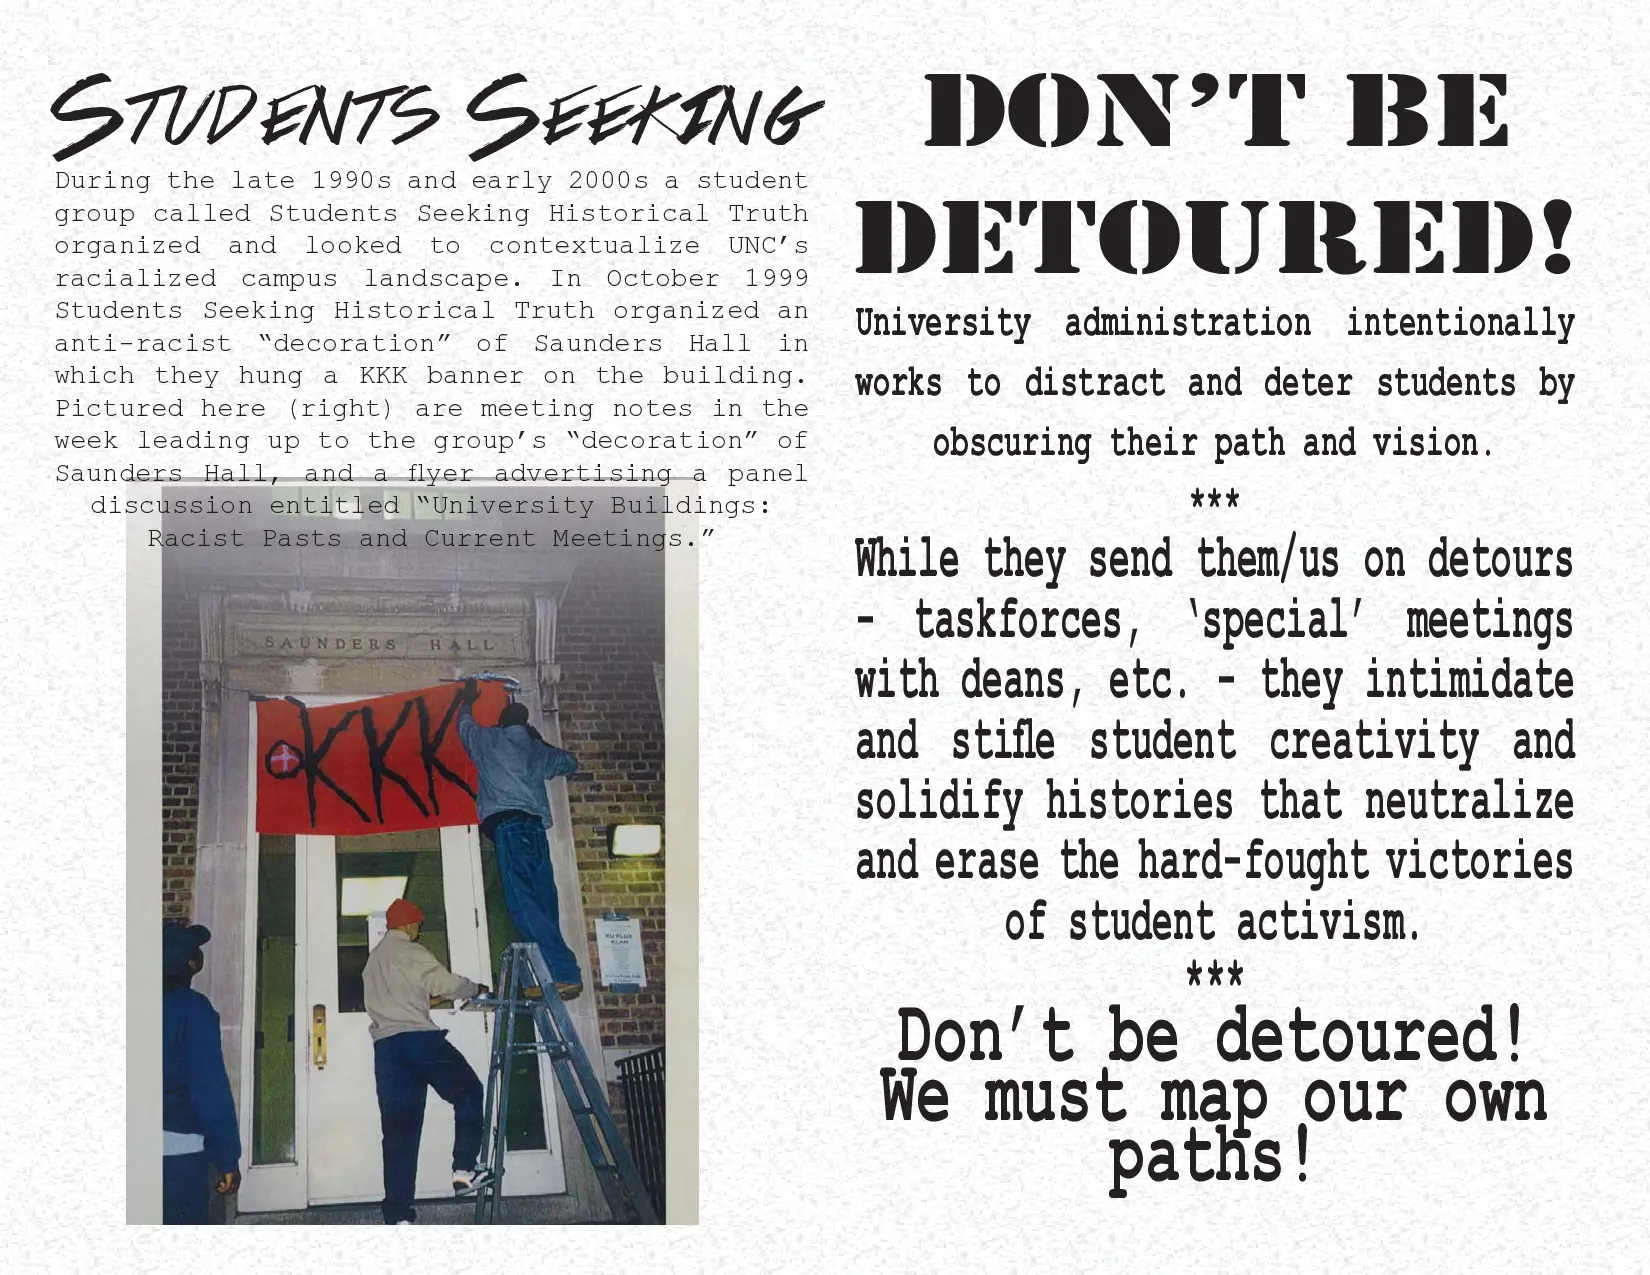 STUDENTS SEEKING
During the late 1990s and early 2000s a student
group called Students Seeking Historical Truth
organized and looked to contextualize UNC’s
racialized campus landscape. In October 1999
Students Seeking Historical Truth organized an
anti-racist “decoration” of Saunders Hall in
which they hung a KKK banner on the building.
Pictured here (right) are meeting notes in the
week leading up to the group’s “decoration” of
Saunders Hall, and a flyer advertising a panel
discussion entitled “University Buildings:
Racist Pasts and Current Meetings.”
SAUNDERS HALL
KKK
KU KLUX
KLAN
DON’T BE
DETOURED!
University administration intentionally
works to distract and deter students by
obscuring their path and vision.
***
While they send them/us on detours
- taskforces, ‘special’ meetings
with deans, etc. - they intimidate
and stifle student creativity and
solidify histories that neutralize
and erase the hard-fought victories
of student activism.
***
Don’t be detoured!
We must map our own
paths!